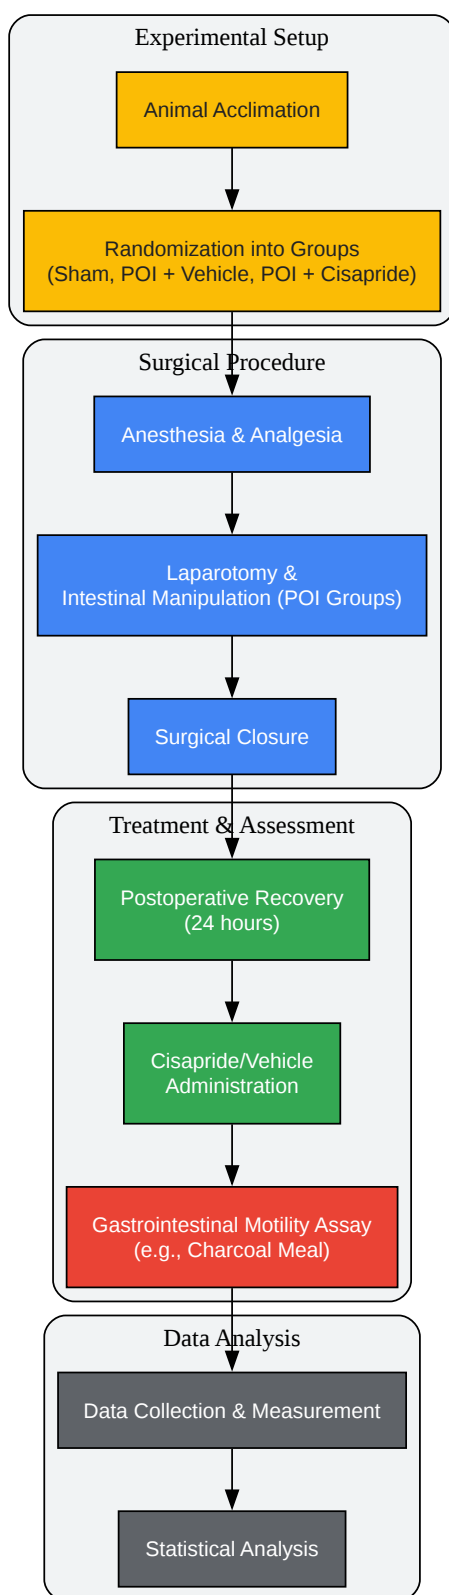 Experimental Setup
Animal Acclimation
Randomization into Groups
(Sham, POI + Vehicle, POI + Cisapride)
Surgical Procedure
Anesthesia & Analgesia
Laparotomy &
Intestinal Manipulation (POI Groups)
Surgical Closure
Treatment & Assessment
Postoperative Recovery
(24 hours)
Cisapride/Vehicle
Administration
Gastrointestinal Motility Assay
(e.g., Charcoal Meal)
Data Analysis
Data Collection & Measurement
Statistical Analysis